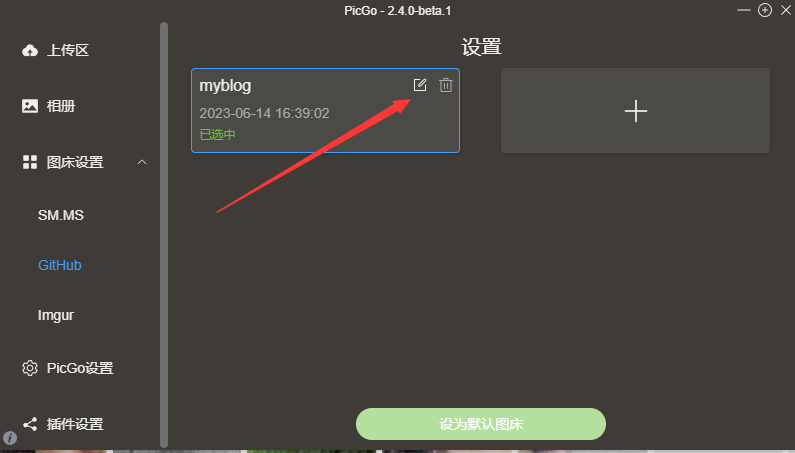 PicGo - 2.4.0-beta.1
上传区
相册
图床设置
SM.MS
GitHub
Imgur
PicGo设置
插件设置
设置
myblog
2023-06-14 16:39:02
已选中
设为默认图床